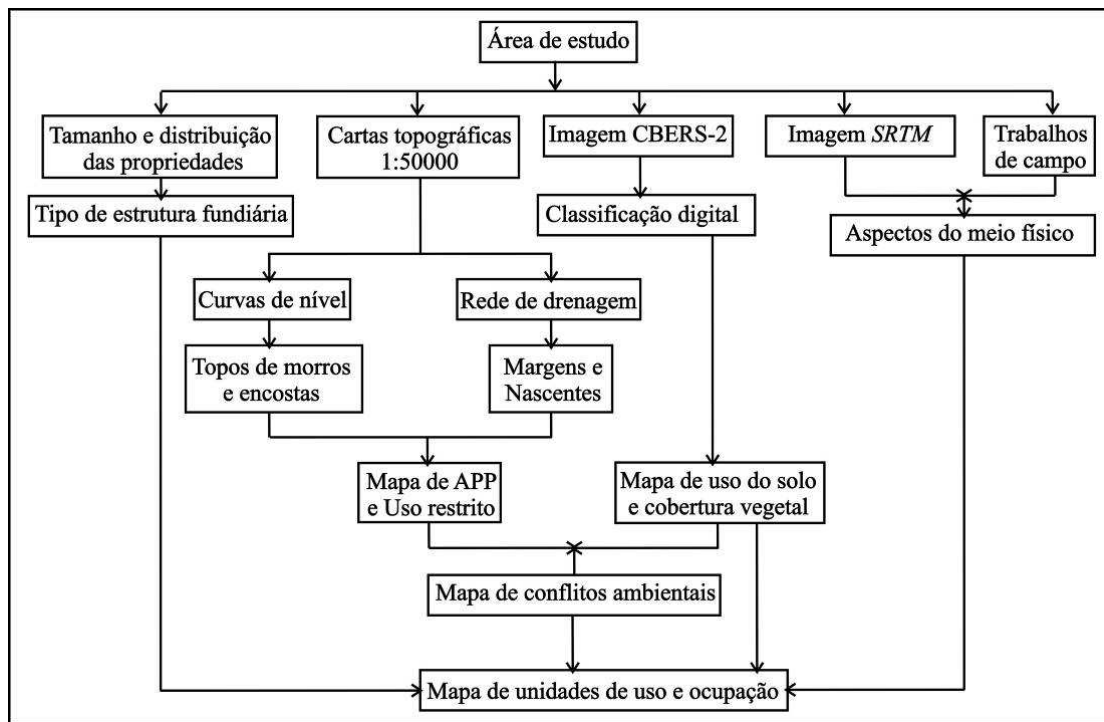 Área de estudo
Tamanho e distribuição
das propriedades
Cartas topográficas
1:50000
Imagem CBERS-2
Imagem SRTM
Trabalhos
de campo
Tipo de estrutura fundiária
Classificação digital
Aspectos do meio físico
Curvas de nível
Rede de drenagem
Topos de morros
e encostas
Margens e
Nascentes
Mapa de APP
e Uso restrito
Mapa de uso do solo
e cobertura vegetal
Mapa de conflitos ambientais
Mapa de unidades de uso e ocupação